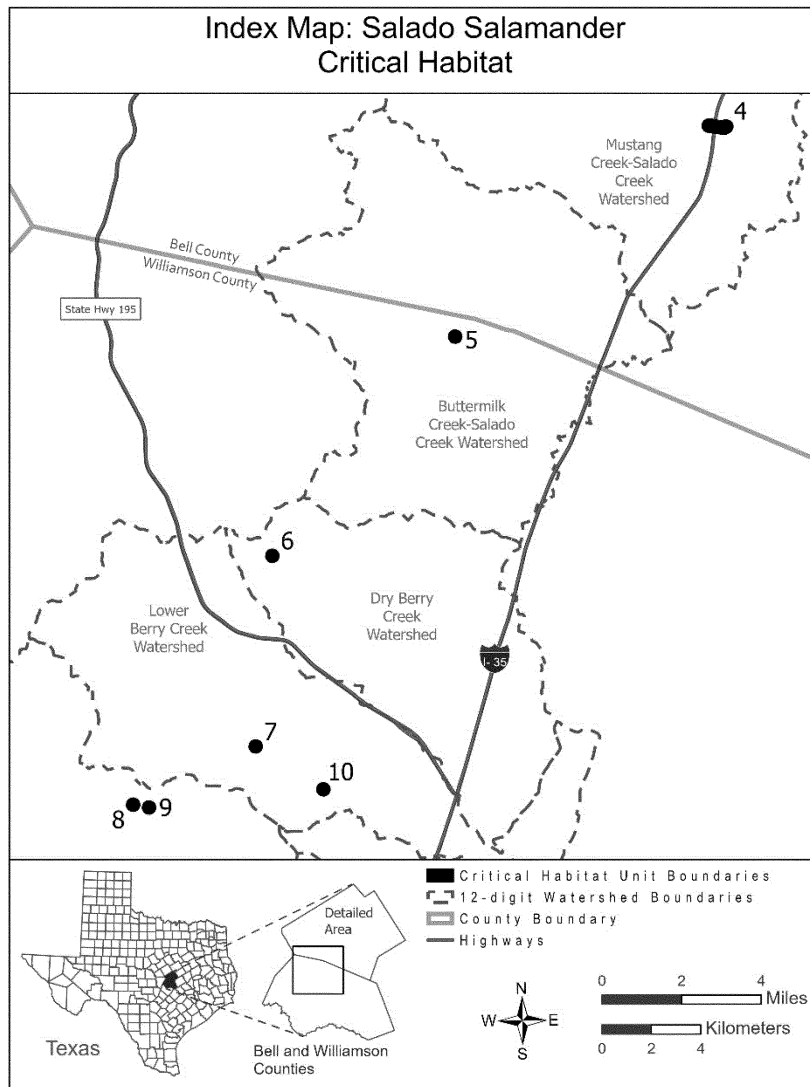 Index Map: Salado Salamander
Critical Habitat
4
Mustang
Creek-Salado
Creek
Watershed
Bell County
Williamson County
State Hwy 195
5
Buttermilk
Creek-Salado
Creek Watershed
6
Dry Berry
Creek
Watershed
Lower
Berry Creek
Watershed
I-35
7
10
8
9
Critical Habitat Unit Boundaries
12-digit Watershed Boundaries
County Boundary
Highways
Detailed
Area
Texas
Bell and Williamson
Counties
N
W
E
S
0 2 4
Miles
Kilometers
0 2 4